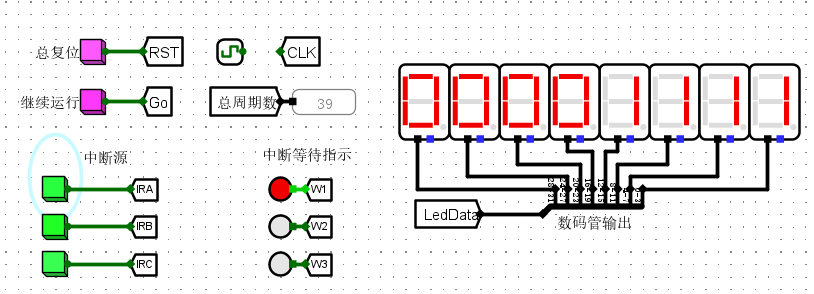 总复位 RST CLK
继续运行 Go 总周期数 39
中断源 中断等待指示
IRA W1
IRB W2
IRC W3
00001111
LedData 数码管输出